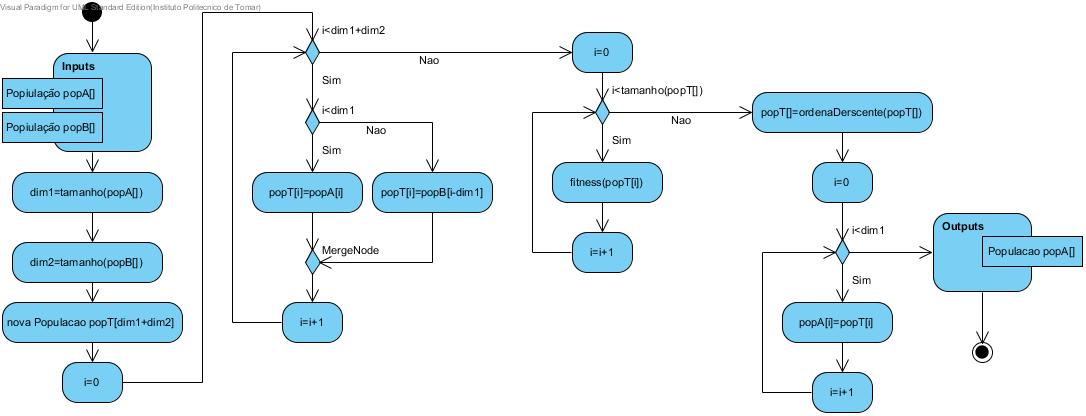 Visual Paradigm for UML Standard Edition(Instituto Politecnico de Tomar)
Inputs
Popiulação popA[]
Popiulação popB[]
dim1=tamanho(popA[])
dim2=tamanho(popB[])
nova Populacao popT[dim1+dim2]
i=0
i<dim1+dim2
Nao
Sim
i<dim1
Nao
Sim
popT[i]=popA[i]
popT[i]=popB[i-dim1]
MergeNode
i=i+1
i=0
i<tamanho(popT[])
Nao
Sim
fitness(popT[i])
i=i+1
popT[]=ordenaDerscente(popT[])
i=0
i<dim1
Sim
popA[i]=popT[i]
i=i+1
Outputs
Populacao popA[]